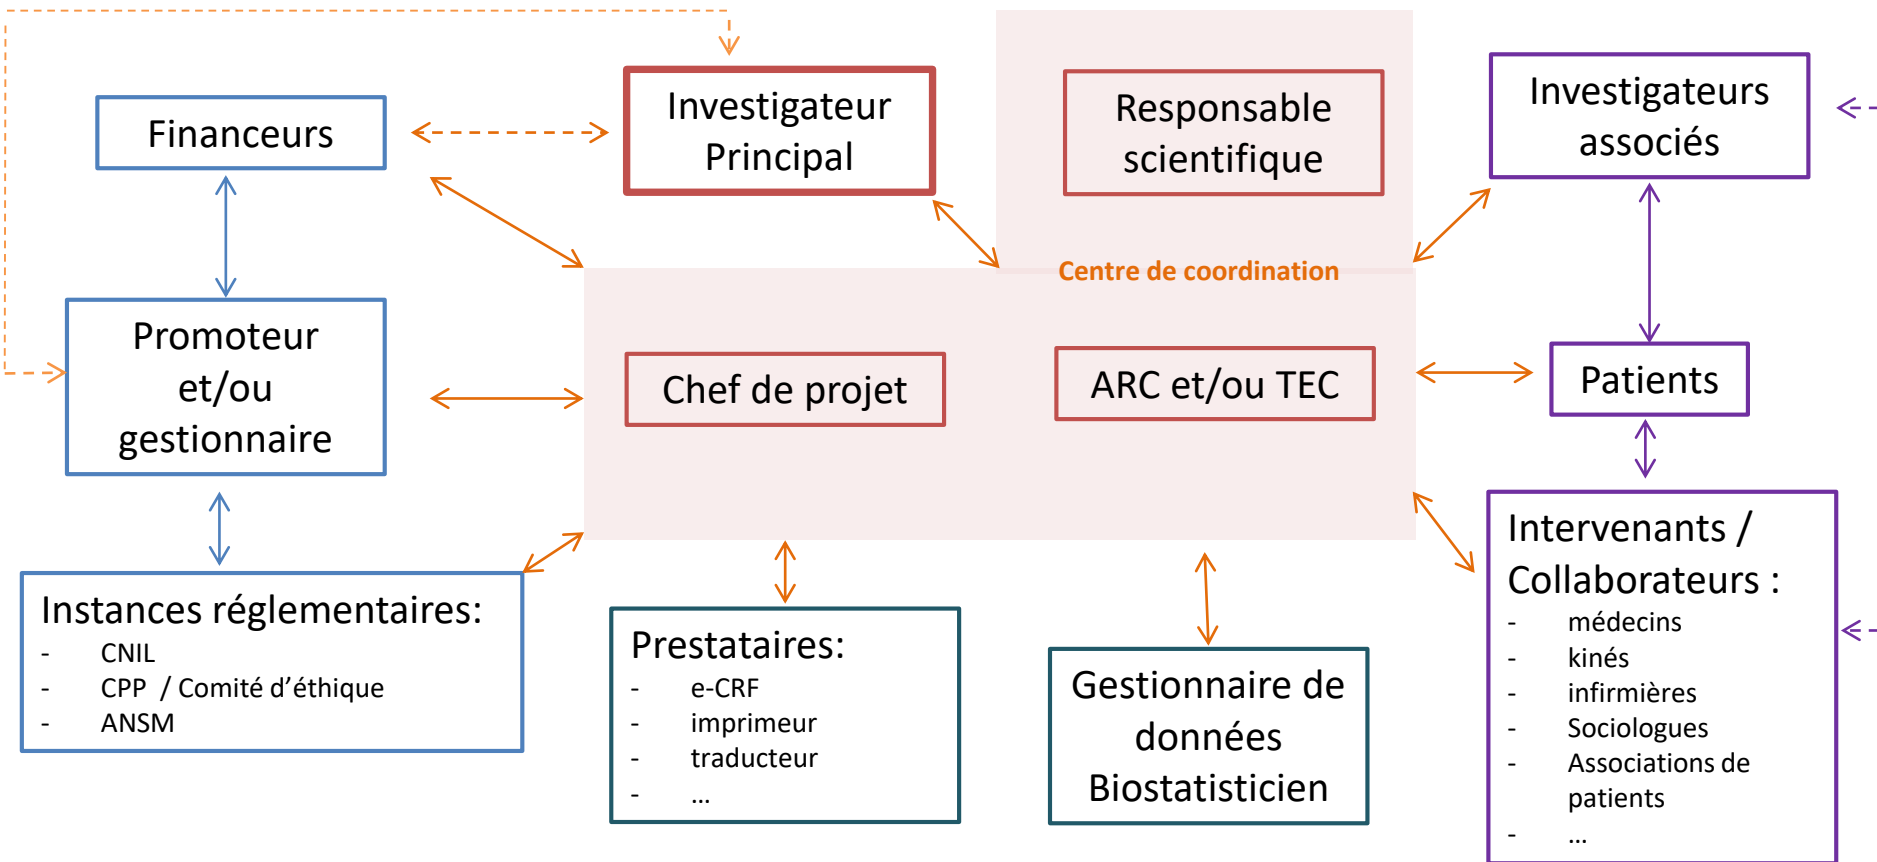 Financeurs
Investigateur
Principal
Responsable
scientifique
Investigateurs
associés
Centre de coordination
Promoteur
et/ou
gestionnaire
Chef de projet
ARC et/ou TEC
Patients
Instances réglementaires:
- CNIL
- CPP / Comité d'éthique
- ANSM
Prestataires:
- e-CRF
- imprimeur
- traducteur
- ...
Gestionnaire de
données
Biostatisticien
Intervenants /
Collaborateurs :
- médecins
- kinés
- infirmières
- Sociologues
- Associations de
patients
- ...